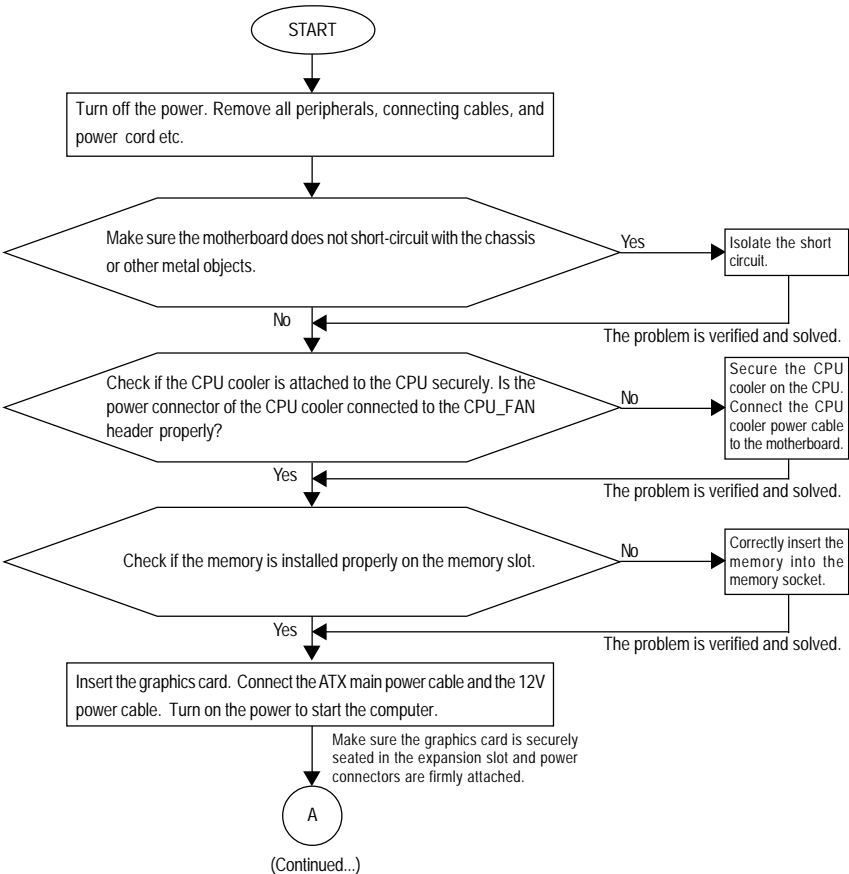 START
Turn off the power. Remove all peripherals, connecting cables, and
power cord etc.
Make sure the motherboard does not short-circuit with the chassis
or other metal objects.
Yes
Isolate the short
circuit.
No
The problem is verified and solved.
Check if the CPU cooler is attached to the CPU securely. Is the
power connector of the CPU cooler connected to the CPU_FAN
header properly?
No
Secure the CPU
cooler on the CPU.
Connect the CPU
cooler power cable
to the motherboard.
Yes
The problem is verified and solved.
Check if the memory is installed properly on the memory slot.
No
Correctly insert the
memory into the
memory socket.
Yes
The problem is verified and solved.
Insert the graphics card. Connect the ATX main power cable and the 12V
power cable. Turn on the power to start the computer.
Make sure the graphics card is securely
seated in the expansion slot and power
connectors are firmly attached.
A
(Continued...)